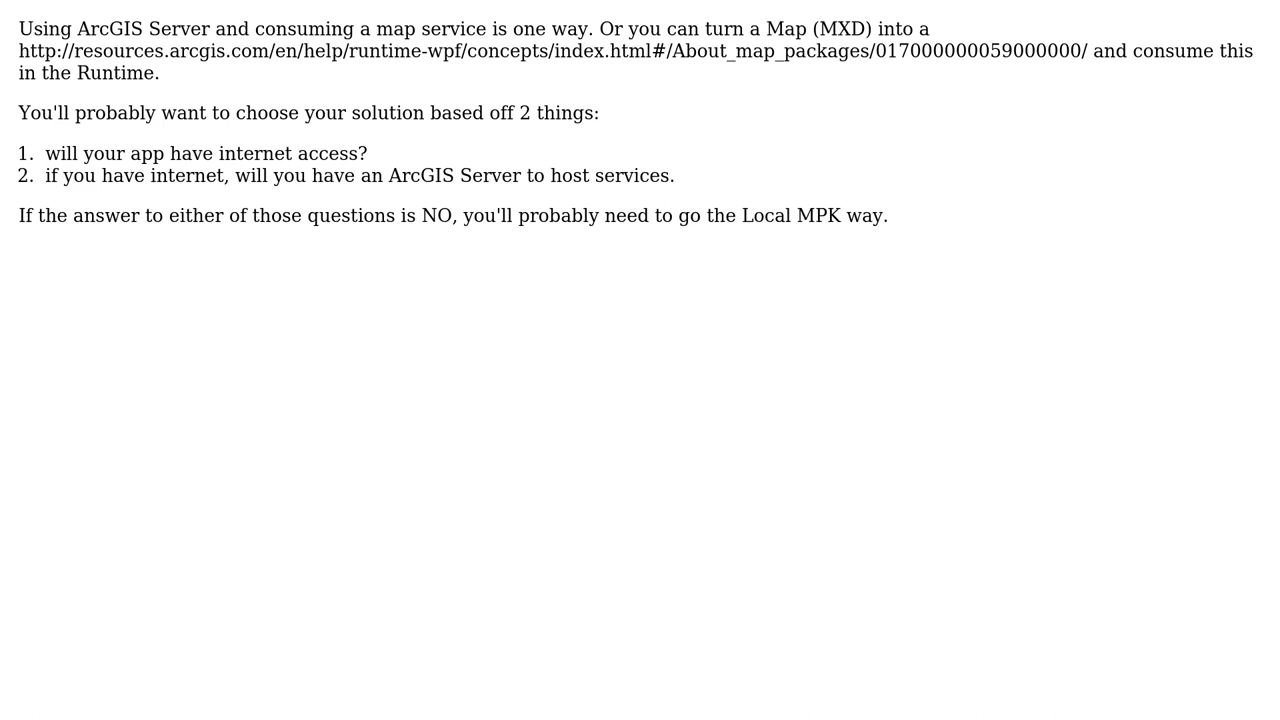 Using ArcGIS Server and consuming a map service is one way. Or you can turn a Map (MXD) into a
http://resources.arcgis.com/en/help/runtime-wpf/concepts/index.html#/About_map_packages/017000000059000000/ and consume this
in the Runtime.
You'll probably want to choose your solution based off 2 things:
1. will your app have internet access?
2. if you have internet, will you have an ArcGIS Server to host services.
If the answer to either of those questions is NO, you'll probably need to go the Local MPK way.